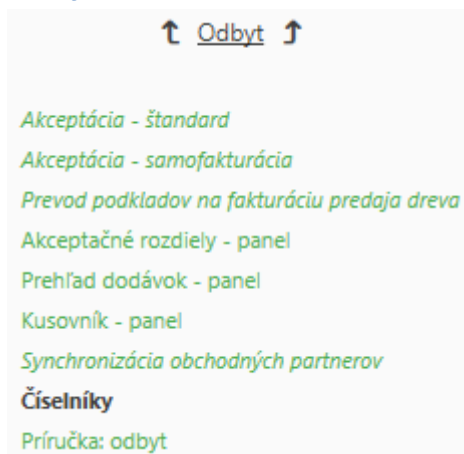 Odbyt
Akceptácia - štandard
Akceptácia - samofakturácia
Prevod podkladov na fakturáciu predaja dreva
Akceptačné rozdiely - panel
Prehľad dodávok - panel
Kusovník - panel
Synchronizácia obchodných partnerov
Číselníky
Príručka: odbyt